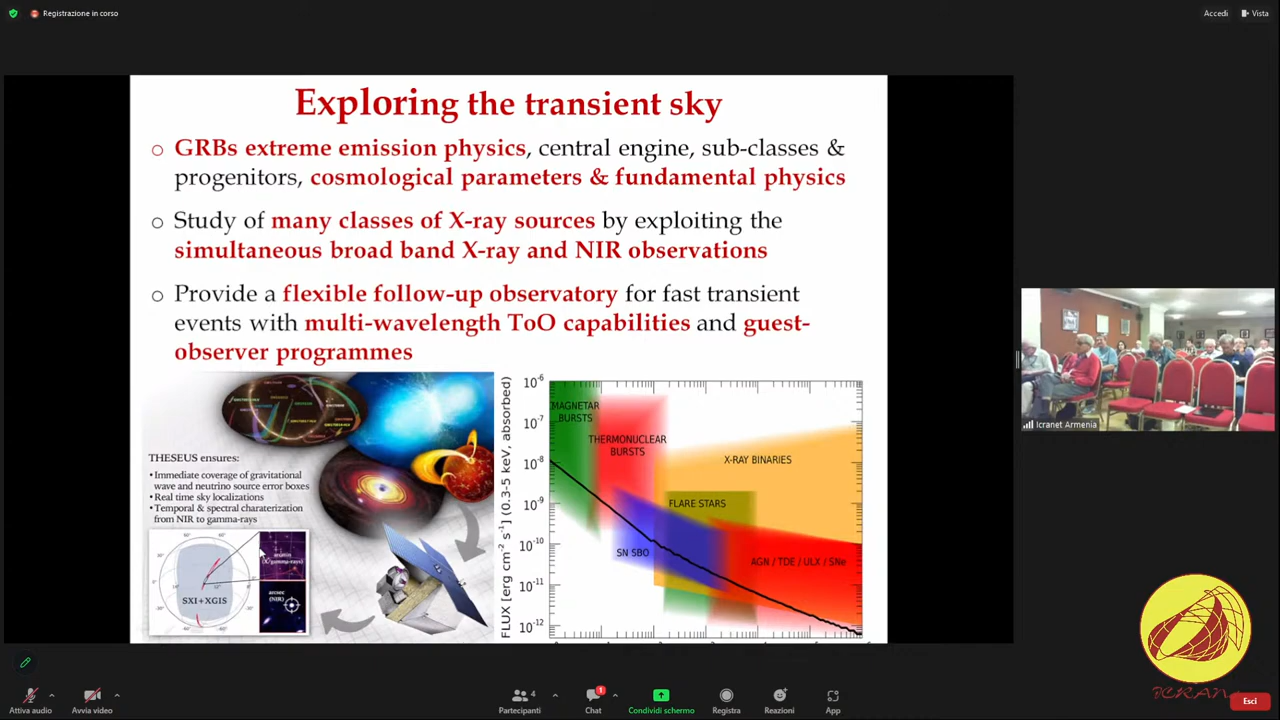 Registrazione in corso
Accedi
Vista
Exploring the transient sky
GRBs extreme emission physics, central engine, sub-classes &
progenitors, cosmological parameters & fundamental physics
Study of many classes of X-ray sources by exploiting the
simultaneous broad band X-ray and NIR observations
Provide a flexible follow-up observatory for fast transient
events with multi-wavelength ToO capabilities and guest-
observer programmes
THESEUS ensures:
• Immediate coverage of gravitational
wave and neutrino source error boxes
• Real time sky localizations
• Temporal & spectral charaterization
from NIR to gamma-rays
SXI+XGIS
(X/gamma-rays)
arcsec
(NIR)
FLUX [erg cm⁻² s⁻¹] (0.3-5 keV, absorbed)
10⁻⁶
10⁻⁷
10⁻⁸
10⁻⁹
10⁻¹⁰
10⁻¹¹
10⁻¹²
MAGNETAR
BURSTS
THERMONUCLEAR
BURSTS
X-RAY BINARIES
FLARE STARS
SN SBO
AGN / TDE / ULX / SNe
Icranet Armenia
Attiva audio
Avvia video
4
Partecipanti
1
Chat
Condividi schermo
Registra
Reazioni
App
Esci